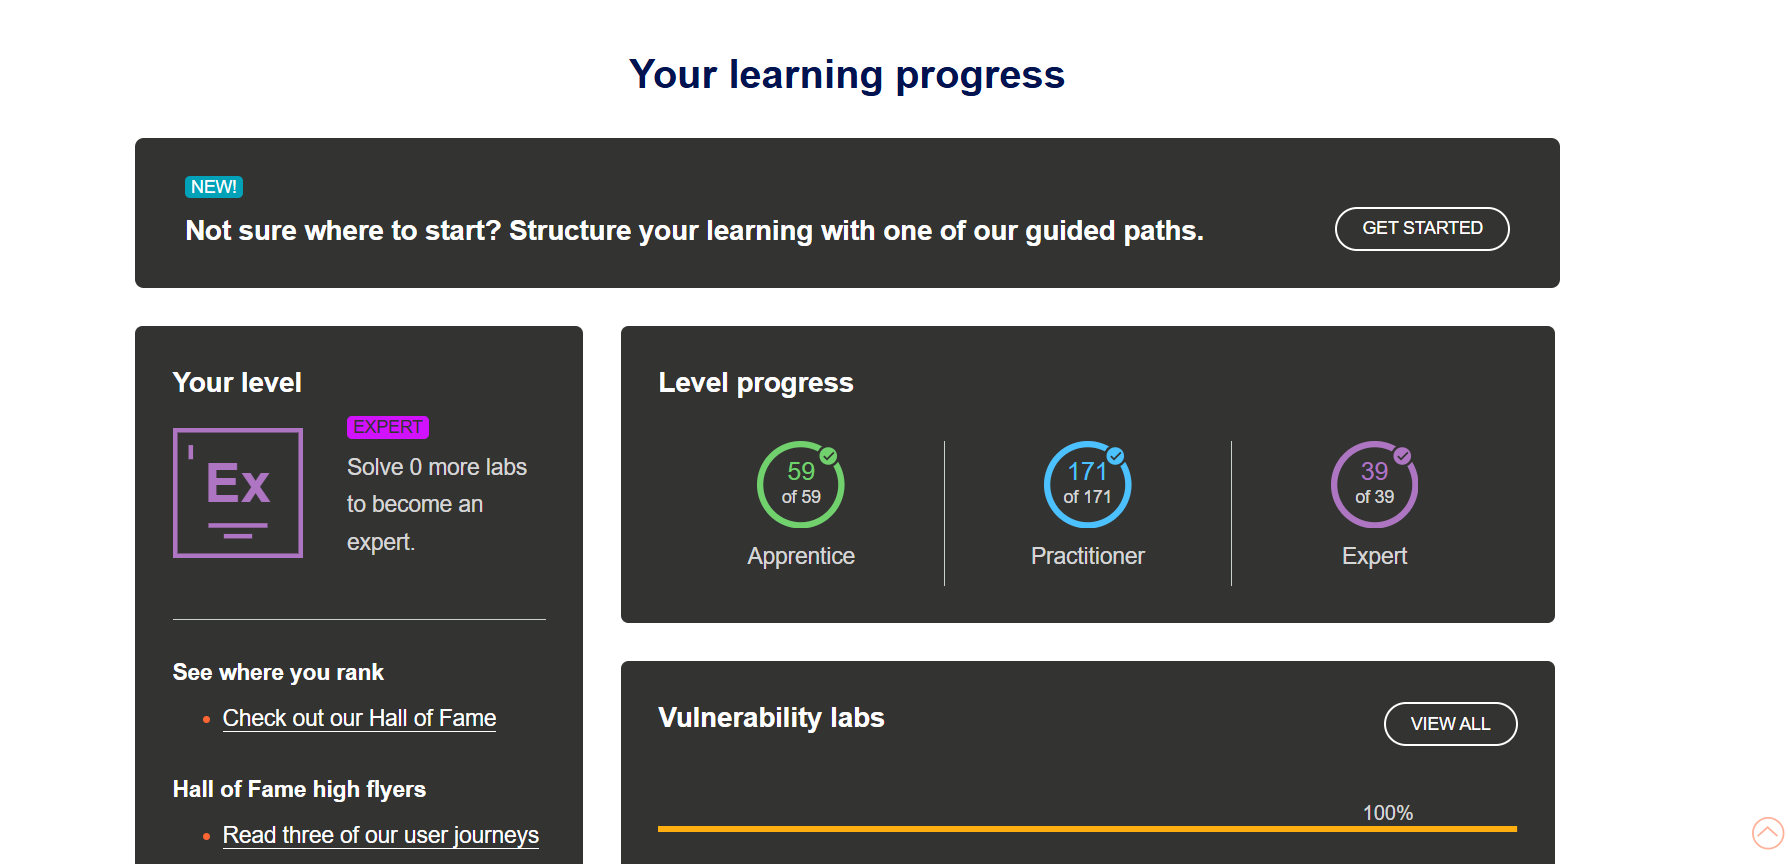 Your learning progress
NEW!
Not sure where to start? Structure your learning with one of our guided paths.
GET STARTED
Your level
Ex
EXPERT
Solve 0 more labs
to become an
expert.
See where you rank
Check out our Hall of Fame
Hall of Fame high flyers
Read three of our user journeys
Level progress
59
of 59
Apprentice
171
of 171
Practitioner
39
of 39
Expert
Vulnerability labs
VIEW ALL
100%